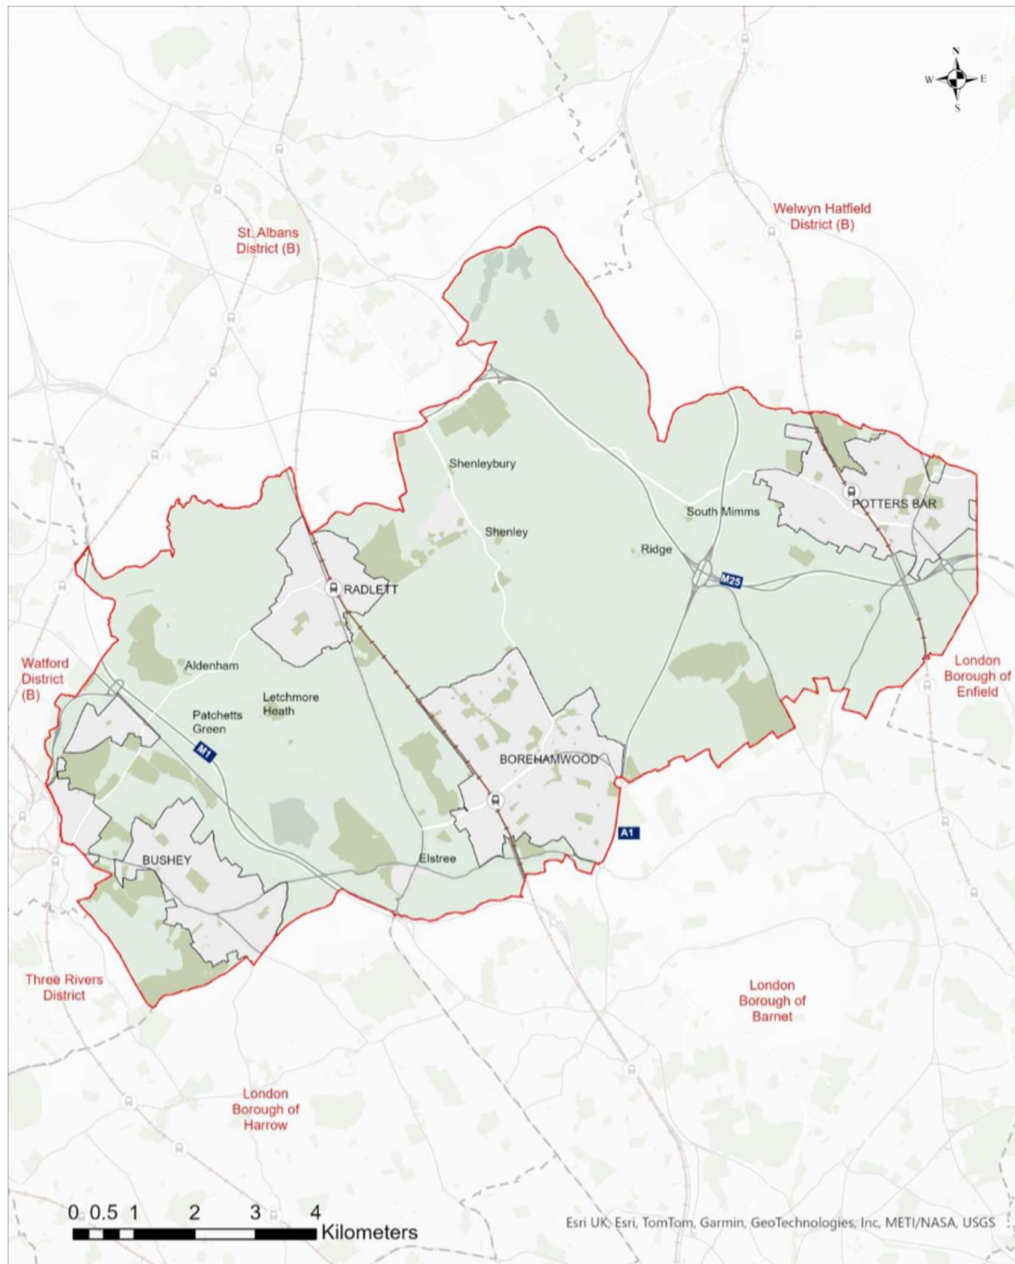 N
W
E
S
Welwyn Hatfield
District (B)
St. Albans
District (B)
Shenleybury
POTTERS BAR
South Mimms
Shenley
Ridge
M25
RADLETT
Watford
District
(B)
Aldenham
London
Borough of
Enfield
Letchmore
Heath
Patchetts
Green
M1
BOREHAMWOOD
A1
BUSHEY
Elstree
Three Rivers
District
London
Borough of
Barnet
London
Borough of
Harrow
0 0.5 1 2 3 4
Kilometers
Esri UK, Esri, TomTom, Garmin, GeoTechnologies, Inc, METI/NASA, USGS